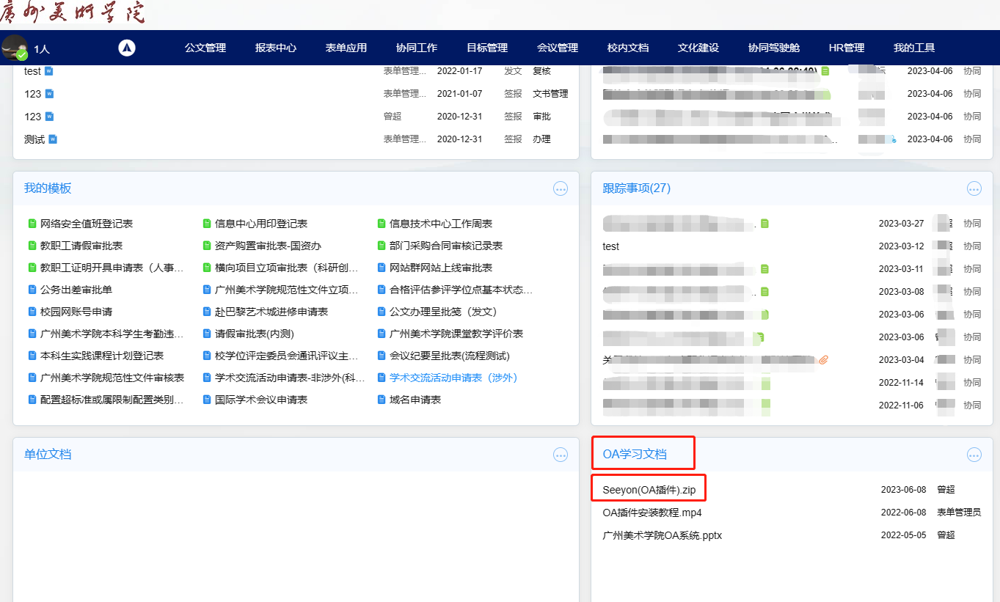 廣州美術学院
1人
公文管理 报表中心 表单应用 协同工作 目标管理 会议管理 校内文档 文化建设 协同驾驶舱 HR管理 我的工具
test 表单管理... 2022-01-17 发文 复核
123 表单管理... 2021-01-07 签报 文书管理
123 曾超 2020-12-31 签报 审批
测试 表单管理... 2020-12-31 签报 办理
2023-04-06 协同
2023-04-06 协同
2023-04-06 协同
2023-04-06 协同
我的模板
网络安全值班登记表 信息中心用印登记表 信息技术中心工作周表
教职工请假审批表 资产购置审批表-国资办 部门采购合同审核记录表
教职工证明开具申请表（人事... 横向项目立项审批表（科研创... 网站群网站上线审批表
公务出差审批单 广州美术学院规范性文件立项... 合格评估参评学位点基本状态...
校园网账号申请 赴巴黎艺术城进修申请表 公文办理呈批笺（发文）
广州美术学院本科学生考勤违... 请假审批表(内测) 广州美术学院课堂教学评价表
本科生实践课程计划登记表 校学位评定委员会通讯评议主... 会议纪要呈批表(流程测试)
广州美术学院规范性文件审核表 学术交流活动申请表-非涉外(科... 学术交流活动申请表（涉外）
配置超标准或属限制配置类别... 国际学术会议申请表 域名申请表
跟踪事项(27)
2023-03-27 协同
test 2023-03-12 协同
2023-03-11 协同
2023-03-08 协同
2023-03-06 协同
2023-03-06 协同
2023-03-04 协同
2022-11-14 协同
2022-11-06 协同
单位文档
OA学习文档
Seeyon(OA插件).zip 2023-06-08 曾超
OA插件安装教程.mp4 2022-06-08 表单管理员
广州美术学院OA系统.pptx 2022-05-05 曾超